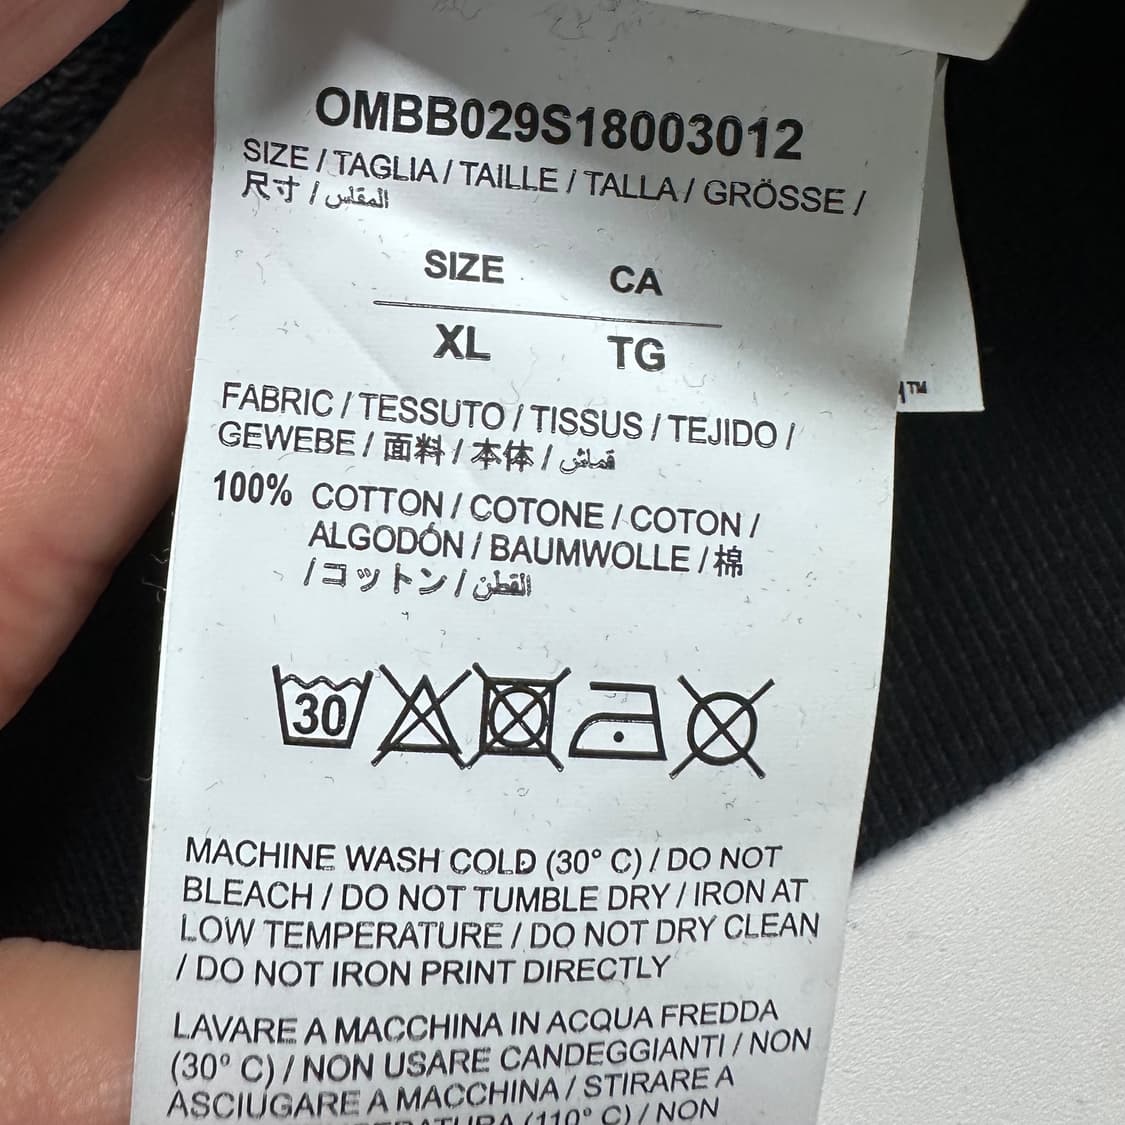 OMBB029S18003012
SIZE / TAGLIA / TAILLE / TALLA / GRÖSSE /
尺寸 / المقاس
SIZE CA
XL TG
FABRIC / TESSUTO / TISSUS / TEJIDO /
GEWEBE / 面料 / 本体 / قماش
100% COTTON / COTONE / COTON /
ALGODÓN / BAUMWOLLE / 棉
/ コットン / القطن
30
MACHINE WASH COLD (30° C) / DO NOT
BLEACH / DO NOT TUMBLE DRY / IRON AT
LOW TEMPERATURE / DO NOT DRY CLEAN
/ DO NOT IRON PRINT DIRECTLY
LAVARE A MACCHINA IN ACQUA FREDDA
(30° C) / NON USARE CANDEGGIANTI / NON
ASCIUGARE A MACCHINA / STIRARE A
(110° C) / NON